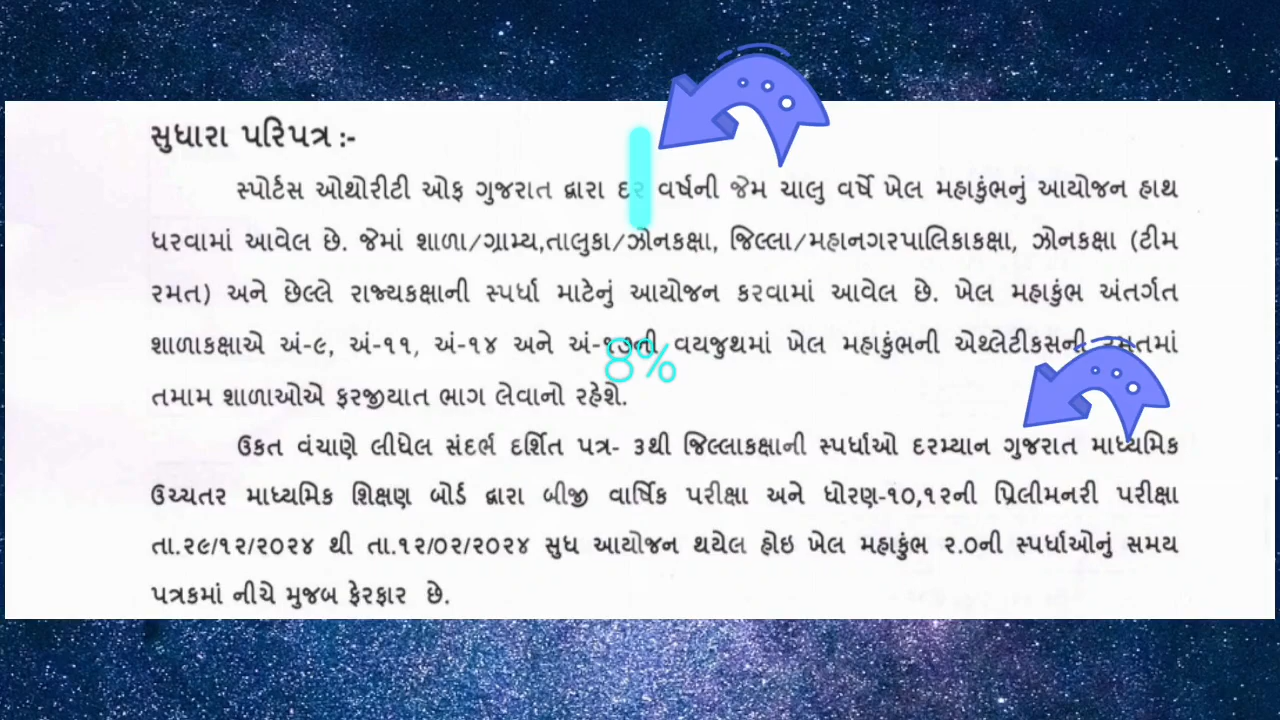 સુધારા પરિપત્ર :-
સ્પોર્ટસ ઓથોરીટી ઓફ ગુજરાત દ્વારા દર વર્ષની જેમ ચાલુ વર્ષે ખેલ મહાકુંભનું આયોજન હાથ
ધરવામાં આવેલ છે. જેમાં શાળા/ગ્રામ્ય,તાલુકા/ઝોનકક્ષા, જિલ્લા/મહાનગરપાલિકાકક્ષા, ઝોનકક્ષા (ટીમ
રમત) અને છેલ્લે રાજ્યકક્ષાની સ્પર્ધા માટેનું આયોજન કરવામાં આવેલ છે. ખેલ મહાકુંભ અંતર્ગત
શાળાકક્ષાએ અં-૯, અં-૧૧, અં-૧૪ અને અં-૧૭ની વયજુથમાં ખેલ મહાકુંભની એથ્લેટીકસની રમતમાં
8%
તમામ શાળાઓએ ફરજીયાત ભાગ લેવાનો રહેશે.
ઉકત વંચાણે લીધેલ સંદર્ભ દર્શિત પત્ર- ૩થી જિલ્લાકક્ષાની સ્પર્ધાઓ દરમ્યાન ગુજરાત માધ્યમિક
ઉચ્ચતર માધ્યમિક શિક્ષણ બોર્ડ દ્વારા બીજી વાર્ષિક પરીક્ષા અને ધોરણ-૧૦,૧૨ની પ્રિલીમનરી પરીક્ષા
તા.૨૯/૧૨/૨૦૨૪ થી તા.૧૨/૦૨/૨૦૨૪ સુધ આયોજન થયેલ હોઇ ખેલ મહાકુંભ ૨.૦ની સ્પર્ધાઓનું સમય
પત્રકમાં નીચે મુજબ ફેરફાર છે.